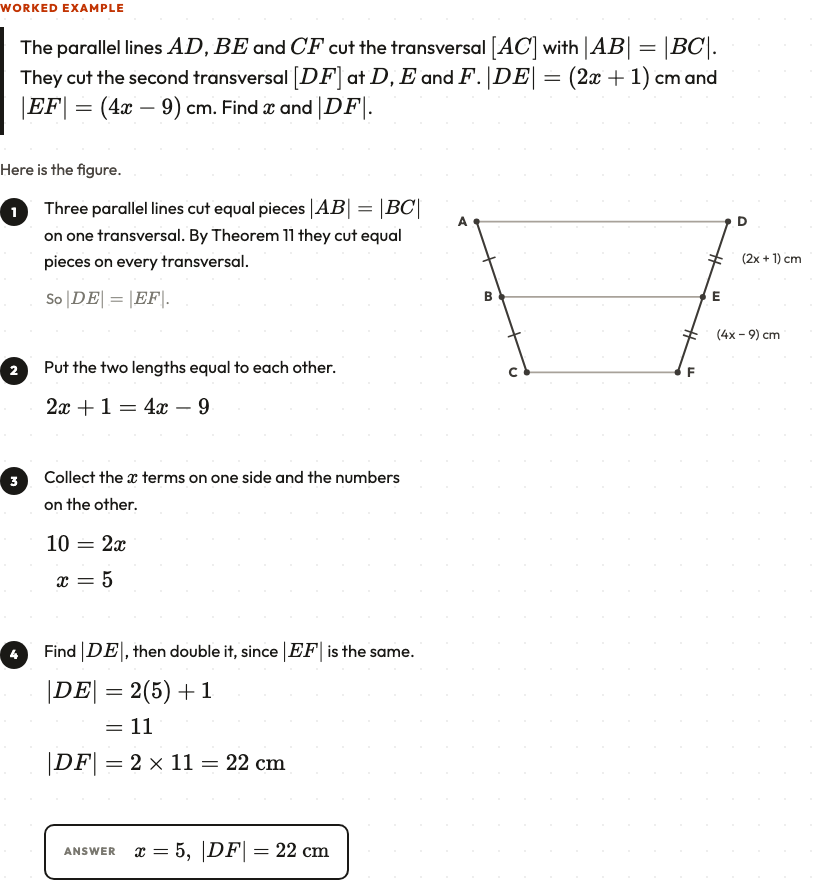 WORKED EXAMPLE
The parallel lines AD, BE and CF cut the transversal [AC] with |AB| = |BC|.
They cut the second transversal [DF] at D, E and F. |DE| = (2x + 1) cm and
|EF| = (4x − 9) cm. Find x and |DF|.
Here is the figure.
1 Three parallel lines cut equal pieces |AB| = |BC|
on one transversal. By Theorem 11 they cut equal
pieces on every transversal.
So |DE| = |EF|.
A D
(2x + 1) cm
B E
(4x − 9) cm
C F
2 Put the two lengths equal to each other.
2x + 1 = 4x − 9
3 Collect the x terms on one side and the numbers
on the other.
10 = 2x
x = 5
4 Find |DE|, then double it, since |EF| is the same.
|DE| = 2(5) + 1
= 11
|DF| = 2 × 11 = 22 cm
ANSWER x = 5, |DF| = 22 cm